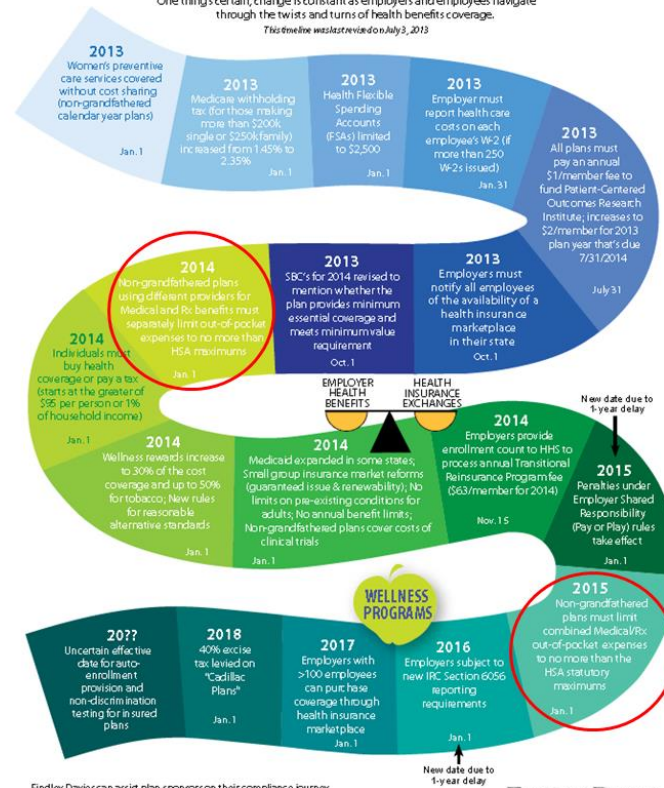 One thing's certain, change is constant as employers and employees navigate
through the twists and turns of health benefits coverage.
This timeline was last revised on July 3, 2013
2013
Women's preventive
care services covered
without cost sharing
(non-grandfathered
calendar year plans)
Jan. 1
2013
Medicare withholding
tax (for those making
more than $200k
single or $250k family)
increased from 1.45% to
2.35%
Jan. 1
2013
Health Flexible
Spending
Accounts
(FSAs) limited
to $2,500
Jan. 1
2013
Employer must
report health care
costs on each
employee's W-2 (if
more than 250
W-2s issued)
Jan. 31
2013
All plans must
pay an annual
$1/member fee to
fund Patient-Centered
Outcomes Research
Institute; increases to
$2/member for 2013
plan year that's due
7/31/2014
July 31
2013
Employers must
notify all employees
of the availability of a
health insurance
marketplace
in their state
Oct. 1
2013
SBC's for 2014 revised to
mention whether the
plan provides minimum
essential coverage and
meets minimum value
requirement
Oct. 1
2014
Non-grandfathered plans
using different providers for
Medical and Rx benefits must
separately limit out-of-pocket
expenses to no more than
HSA maximums
Jan. 1
2014
Individuals must
buy health
coverage or pay a tax
(starts at the greater of
$95 per person or 1%
of household income)
Jan. 1
2014
Wellness rewards increase
to 30% of the cost
coverage and up to 50%
for tobacco; New rules
for reasonable
alternative standards
Jan. 1
EMPLOYER
HEALTH
BENEFITS
HEALTH
INSURANCE
EXCHANGES
2014
Medicaid expanded in some states;
Small group insurance market reforms
(guaranteed issue & renewability); No
limits on pre-existing conditions for
adults; No annual benefit limits;
Non-grandfathered plans cover costs of
clinical trials
Jan. 1
2014
Employers provide
enrollment count to HHS to
process annual Transitional
Reinsurance Program fee
($63/member for 2014)
Nov. 15
New date due to
1-year delay
2015
Penalties under
Employer Shared
Responsibility
(Pay or Play) rules
take effect
Jan. 1
2015
Non-grandfathered
plans must limit
combined Medical/Rx
out-of-pocket expenses
to no more than the
HSA statutory
maximums
Jan. 1
WELLNESS
PROGRAMS
2016
Employers subject to
new IRC Section 6056
reporting
requirements
Jan. 1
New date due to
1-year delay
2017
Employers with
>100 employees
can purchase
coverage through
health insurance
marketplace
Jan. 1
2018
40% excise
tax levied on
"Cadillac
Plans"
Jan. 1
20??
Uncertain effective
date for auto-
enrollment
provision and
non-discrimination
testing for insured
plans
Findley Davies can assist plan sponsors on their compliance journey